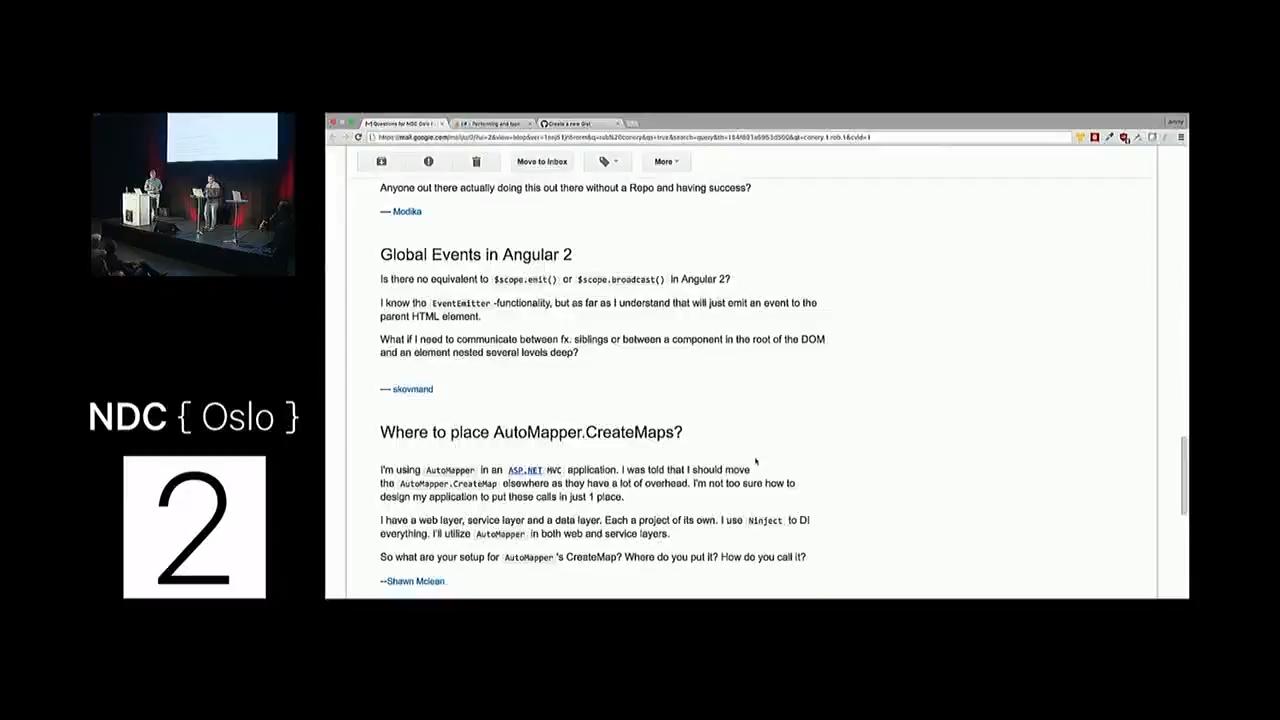 Questions for NDC Oslo
Create a new Gist
Move to Inbox
More
Anyone out there actually doing this out there without a Repo and having success?
— Modika
Global Events in Angular 2
Is there no equivalent to $scope.emit() or $scope.broadcast() in Angular 2?
I know the EventEmitter -functionality, but as far as I understand that will just emit an event to the
parent HTML element.
What if I need to communicate between fx. siblings or between a component in the root of the DOM
and an element nested several levels deep?
— skovmand
Where to place AutoMapper.CreateMaps?
I'm using AutoMapper in an ASP.NET MVC application. I was told that I should move
the AutoMapper.CreateMap elsewhere as they have a lot of overhead. I'm not too sure how to
design my application to put these calls in just 1 place.
I have a web layer, service layer and a data layer. Each a project of its own. I use Ninject to DI
everything. I'll utilize AutoMapper in both web and service layers.
So what are your setup for AutoMapper 's CreateMap? Where do you put it? How do you call it?
--Shawn Mclean
NDC { Oslo }
2